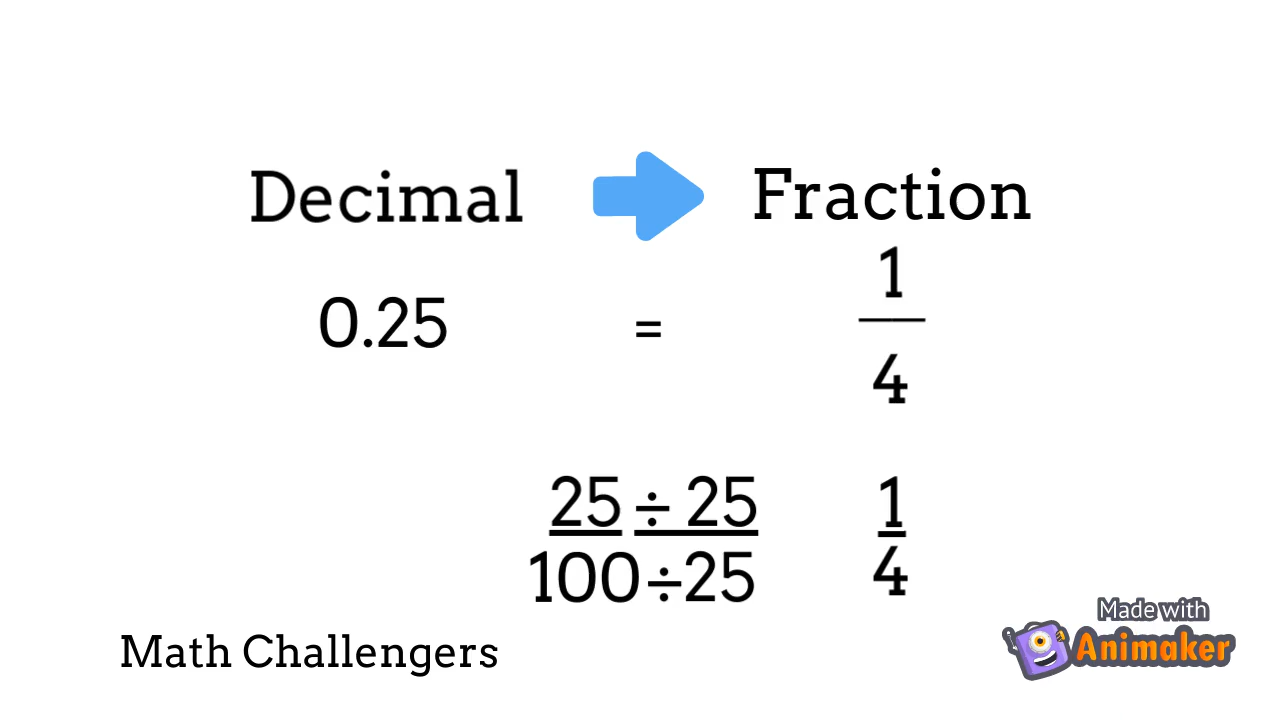 Decimal Fraction
0.25 = 1
4
25 ÷ 25 1
100 ÷25 4
Math Challengers
Made with
Animaker